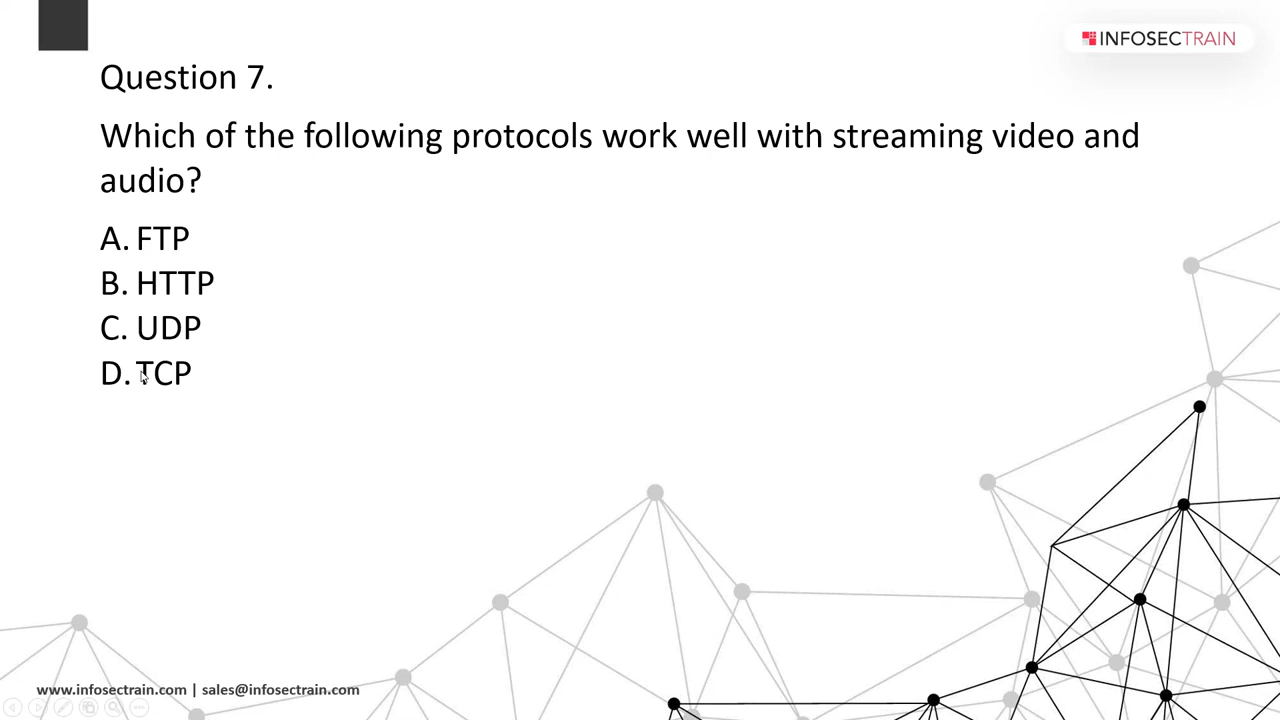 INFOSECTRAIN
Question 7.
Which of the following protocols work well with streaming video and
audio?
A. FTP
B. HTTP
C. UDP
D. TCP
www.infosectrain.com | sales@infosectrain.com